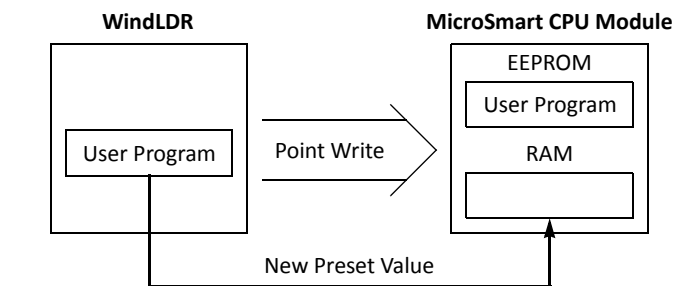 WindLDR
MicroSmart CPU Module
EEPROM
User Program
User Program
Point Write
RAM
New Preset Value